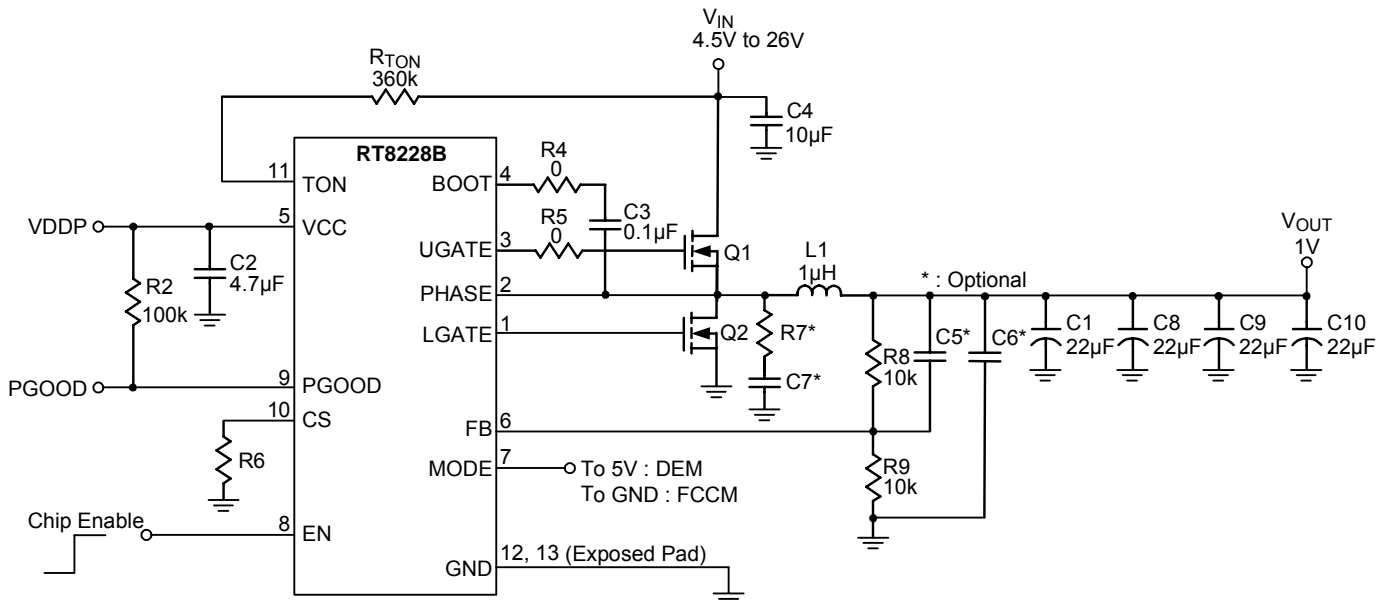 VIN
4.5V to 26V
RTON
360k
C4
10µF
RT8228B
11
TON
4
BOOT
R4
0
C3
0.1µF
VDDP
5
VCC
3
UGATE
R5
0
Q1
C2
4.7µF
R2
100k
2
PHASE
L1
1µH
* : Optional
VOUT
1V
1
LGATE
Q2
R7*
C7*
R8
10k
C5*
C6*
C1
22µF
C8
22µF
C9
22µF
C10
22µF
PGOOD
9
PGOOD
10
CS
R6
6
FB
7
MODE
To 5V : DEM
To GND : FCCM
R9
10k
Chip Enable
8
EN
12, 13 (Exposed Pad)
GND